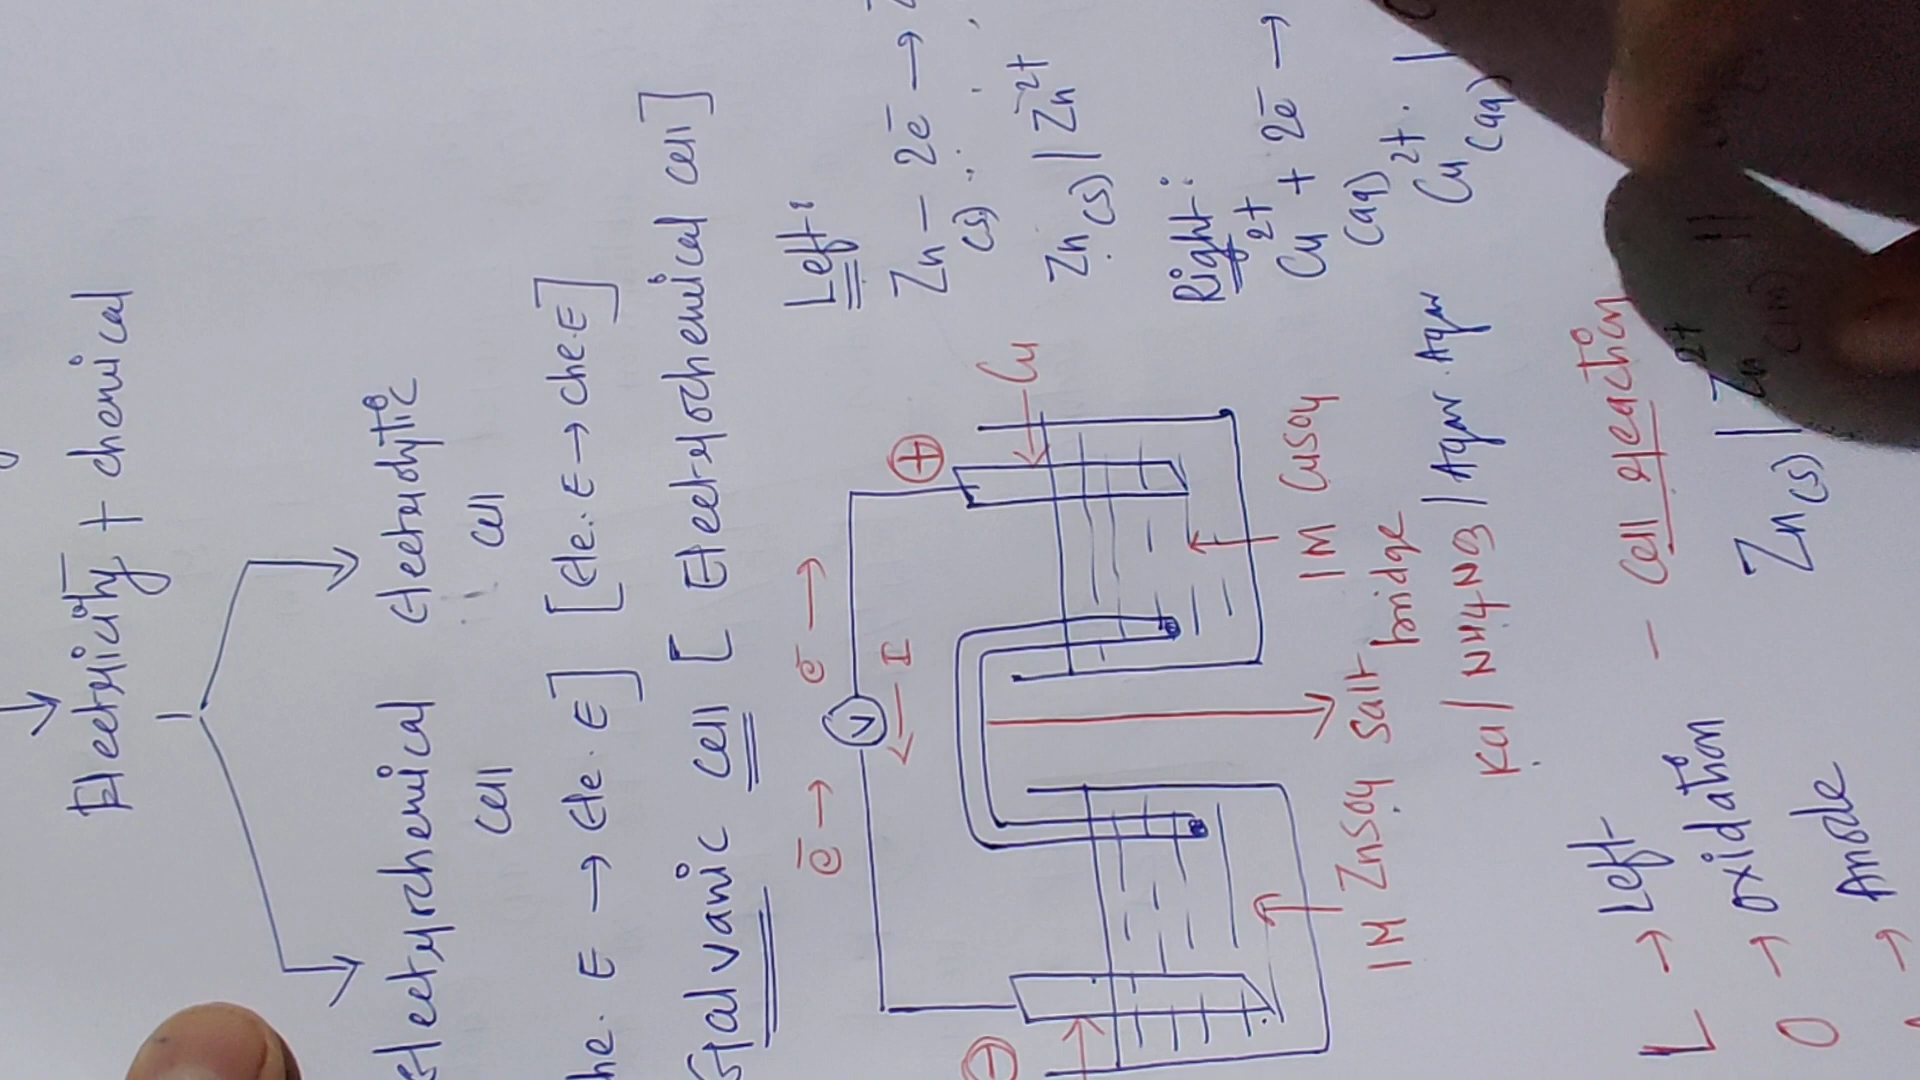 Electricity + chemical
Electrochemical
cell
electrolytic
cell
he. E → Ele. E]
[Ele. E → che. E]
Galvanic cell [Electrochemical cell]
e⁻ →
V
e⁻ →
← I
⊕
Cu
1M ZnSO4
Salt bridge
1M CuSO4
KCl / NH4NO3 / Agar. Agar
Left:
Zn(s) - 2e⁻ →
Zn(s) | Zn²⁺
Right:
Cu²⁺(aq) + 2e⁻ →
Cu²⁺(aq) |
L → Left
O → oxidation
→ Anode
- Cell reaction
Zn(s) | Zn²⁺